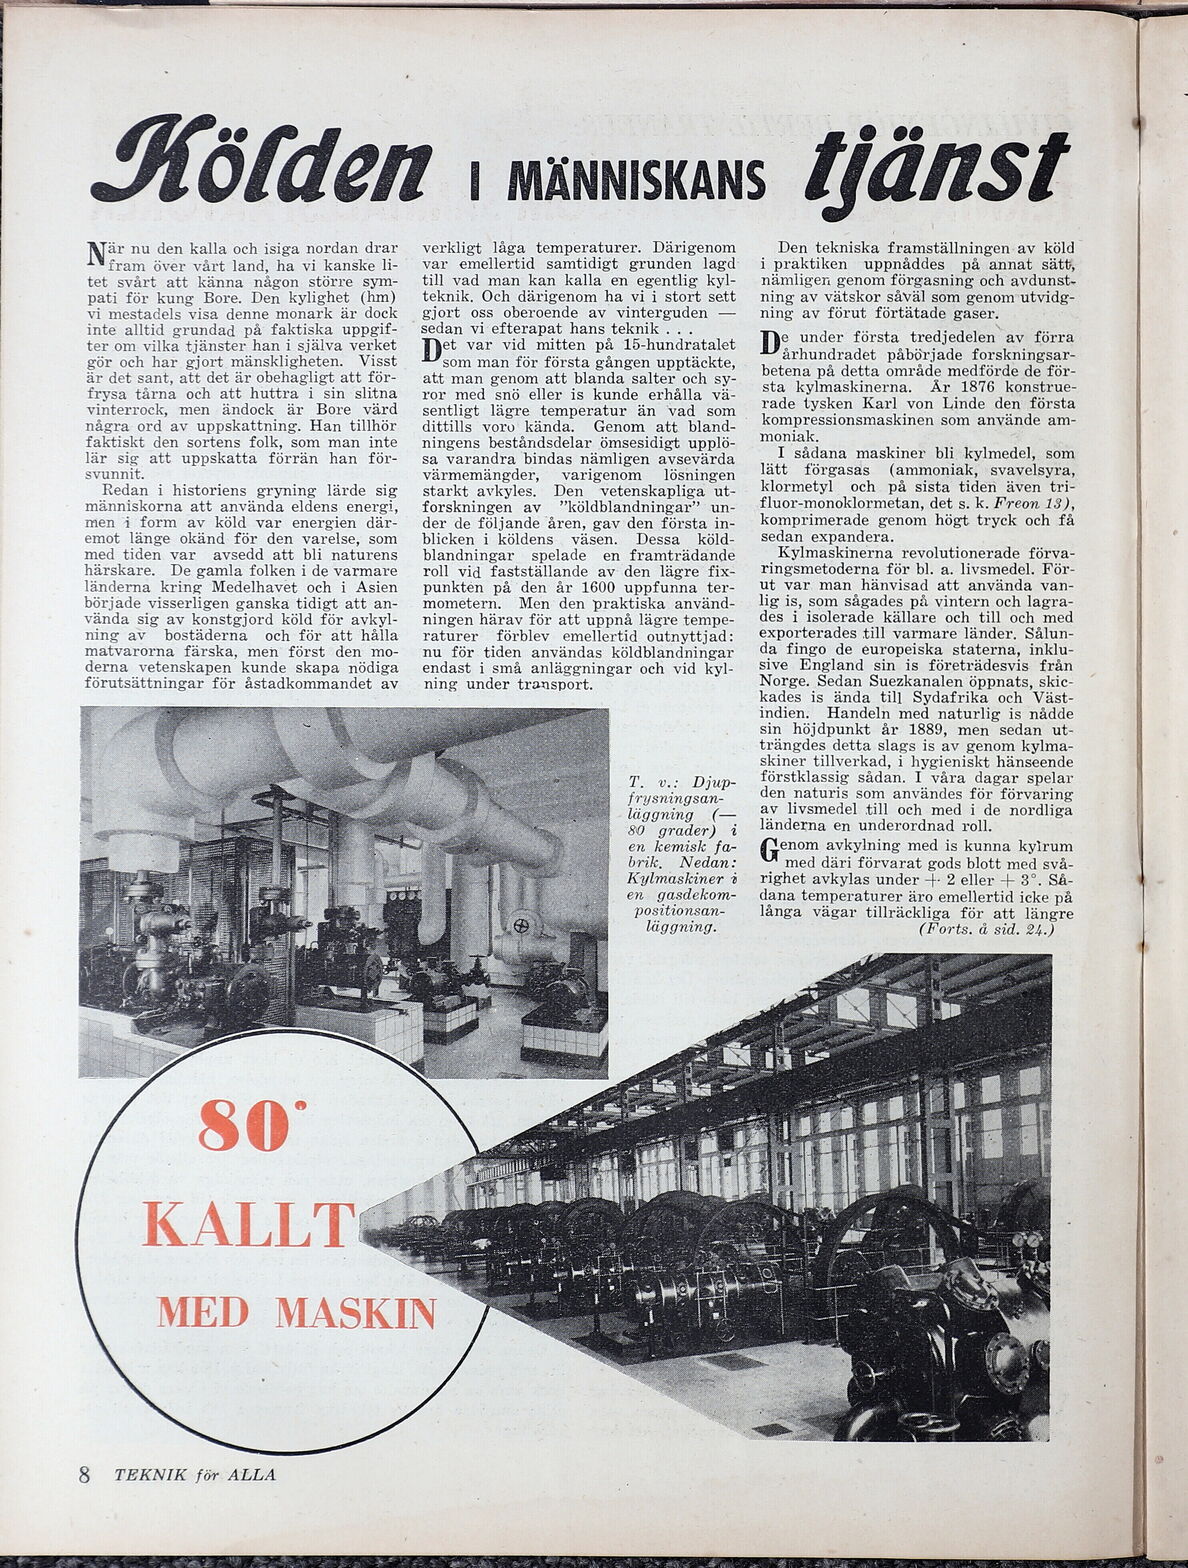 Kölden I MÄNNISKANS tjänst
När nu den kalla och isiga nordan drar
fram över vårt land, ha vi kanske li-
tet svårt att känna någon större sym-
pati för kung Bore. Den kylighet (hm)
vi mestadels visa denne monark är dock
inte alltid grundad på faktiska uppgif-
ter om vilka tjänster han i själva verket
gör och har gjort mänskligheten. Visst
är det sant, att det är obehagligt att för-
frysa tårna och att huttra i sin slitna
vinterrock, men ändock är Bore värd
några ord av uppskattning. Han tillhör
faktiskt den sortens folk, som man inte
lär sig att uppskatta förrän han för-
svunnit.
Redan i historiens gryning lärde sig
människorna att använda eldens energi,
men i form av köld var energien där-
emot länge okänd för den varelse, som
med tiden var avsedd att bli naturens
härskare. De gamla folken i de varmare
länderna kring Medelhavet och i Asien
började visserligen ganska tidigt att an-
vända sig av konstgjord köld för avkyl-
ning av bostäderna och för att hålla
matvarorna färska, men först den mo-
derna vetenskapen kunde skapa nödiga
förutsättningar för åstadkommandet av
verkligt låga temperaturer. Därigenom
var emellertid samtidigt grunden lagd
till vad man kan kalla en egentlig kyl-
teknik. Och därigenom ha vi i stort sett
gjort oss oberoende av vinterguden —
sedan vi efterapat hans teknik . . .
Det var vid mitten på 15-hundratalet
som man för första gången upptäckte,
att man genom att blanda salter och sy-
ror med snö eller is kunde erhålla vä-
sentligt lägre temperatur än vad som
dittills voro kända. Genom att bland-
ningens beståndsdelar ömsesidigt upplö-
sa varandra bindas nämligen avsevärda
värmemängder, varigenom lösningen
starkt avkyles. Den vetenskapliga ut-
forskningen av ”köldblandningar” un-
der de följande åren, gav den första in-
blicken i köldens väsen. Dessa köld-
blandningar spelade en framträdande
roll vid fastställande av den lägre fix-
punkten på den år 1600 uppfunna ter-
mometern. Men den praktiska använd-
ningen härav för att uppnå lägre tempe-
raturer förblev emellertid outnyttjad:
nu för tiden användas köldblandningar
endast i små anläggningar och vid kyl-
ning under transport.
Den tekniska framställningen av köld
i praktiken uppnåddes på annat sätt,
nämligen genom förgasning och avdunst-
ning av vätskor såväl som genom utvidg-
ning av förut förtätade gaser.
De under första tredjedelen av förra
århundradet påbörjade forskningsar-
betena på detta område medförde de för-
sta kylmaskinerna. År 1876 konstrue-
rade tysken Karl von Linde den första
kompressionsmaskinen som använde am-
moniak.
I sådana maskiner bli kylmedel, som
lätt förgasas (ammoniak, svavelsyra,
klormetyl och på sista tiden även tri-
fluor-monoklormetan, det s. k. Freon 13),
komprimerade genom högt tryck och få
sedan expandera.
Kylmaskinerna revolutionerade förva-
ringsmetoderna för bl. a. livsmedel. För-
ut var man hänvisad att använda van-
lig is, som sågades på vintern och lagra-
des i isolerade källare och till och med
exporterades till varmare länder. Sålun-
da fingo de europeiska staterna, inklu-
sive England sin is företrädesvis från
Norge. Sedan Suezkanalen öppnats, skic-
kades is ända till Sydafrika och Väst-
indien. Handeln med naturlig is nådde
sin höjdpunkt år 1889, men sedan ut-
trängdes detta slags is av genom kylma-
skiner tillverkad, i hygieniskt hänseende
förstklassig sådan. I våra dagar spelar
den naturis som användes för förvaring
av livsmedel till och med i de nordliga
länderna en underordnad roll.
Genom avkylning med is kunna kylrum
med däri förvarat gods blott med svå-
righet avkylas under + 2 eller + 3°. Så-
dana temperaturer äro emellertid icke på
långa vägar tillräckliga för att längre
(Forts. å sid. 24.)
T. v.: Djup-
frysningsan-
läggning (—
80 grader) i
en kemisk fa-
brik. Nedan:
Kylmaskiner i
en gasdekom-
positionsan-
läggning.
80°
KALLT
MED MASKIN
8 TEKNIK för ALLA